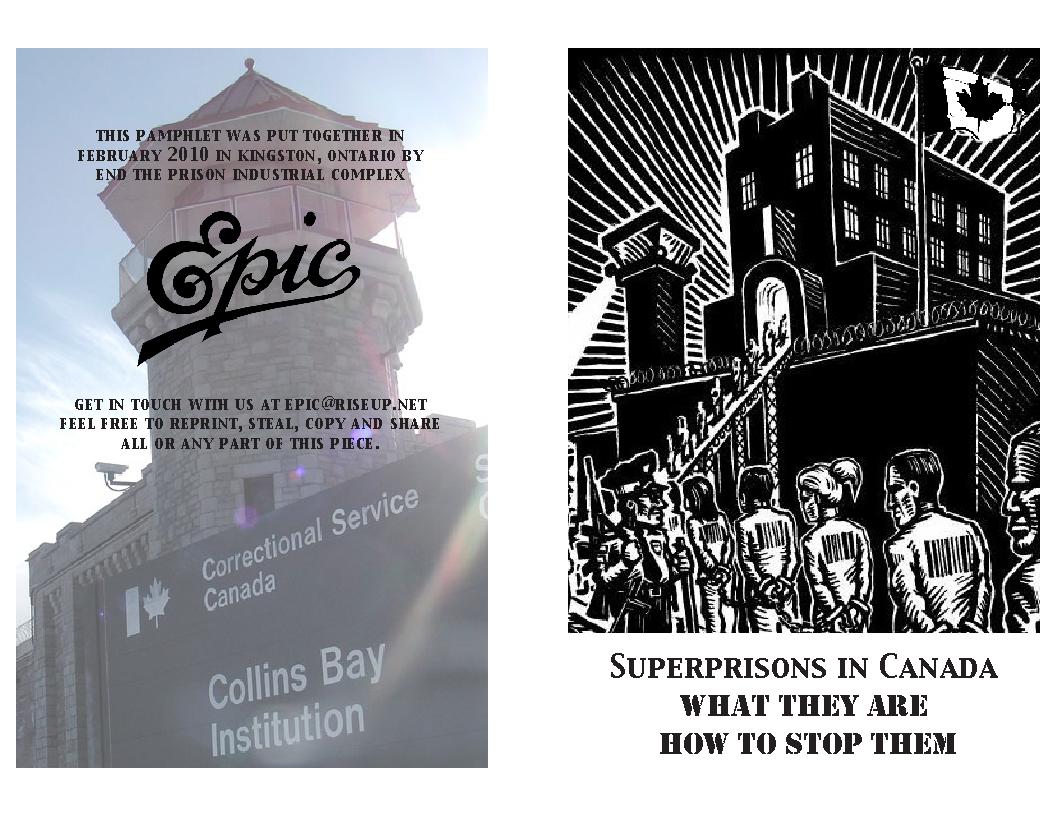 THIS PAMPHLET WAS PUT TOGETHER IN
FEBRUARY 2010 IN KINGSTON, ONTARIO BY
END THE PRISON INDUSTRIAL COMPLEX
Epic
GET IN TOUCH WITH US AT EPIC@RISEUP.NET
FEEL FREE TO REPRINT, STEAL, COPY AND SHARE
ALL OR ANY PART OF THIS PIECE.
Correctional Service
Canada
Collins Bay
Institution
SUPERPRISONS IN CANADA
WHAT THEY ARE
HOW TO STOP THEM